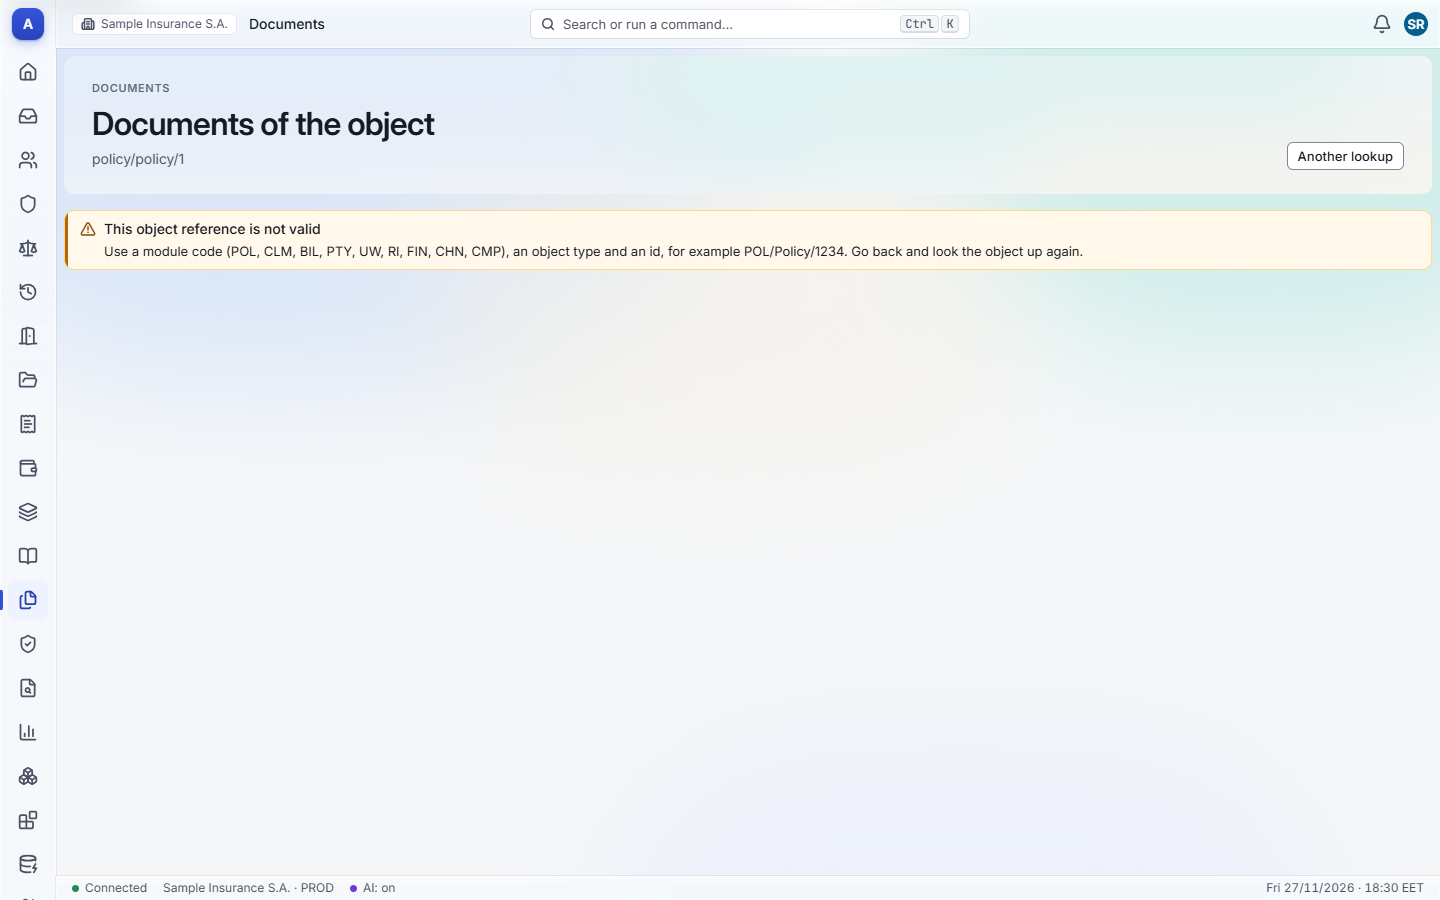 A
Sample Insurance S.A.
Documents
Search or run a command...
Ctrl K
SR
DOCUMENTS
Documents of the object
policy/policy/1
Another lookup
This object reference is not valid
Use a module code (POL, CLM, BIL, PTY, UW, RI, FIN, CHN, CMP), an object type and an id, for example POL/Policy/1234. Go back and look the object up again.
Connected
Sample Insurance S.A. · PROD
AI: on
Fri 27/11/2026 · 18:30 EET